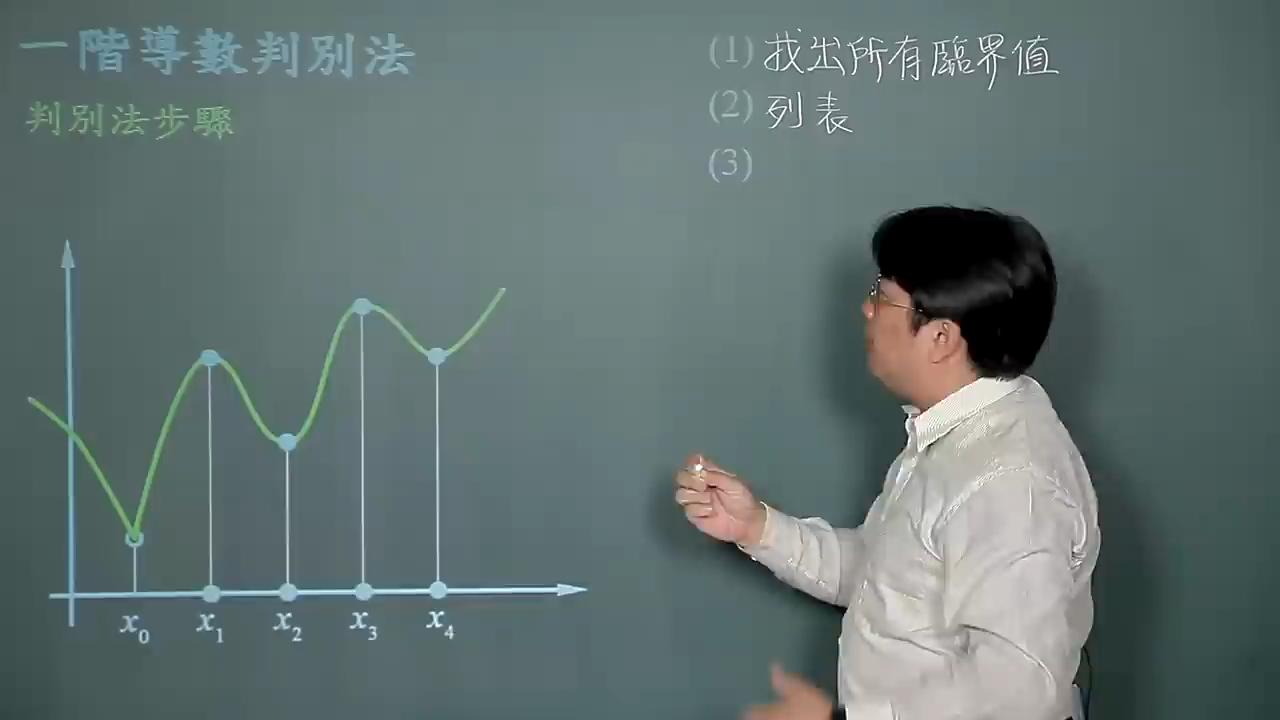 一階導數判別法
判別法步驟
(1) 找出所有臨界值
(2) 列表
(3)
x₀ x₁ x₂ x₃ x₄